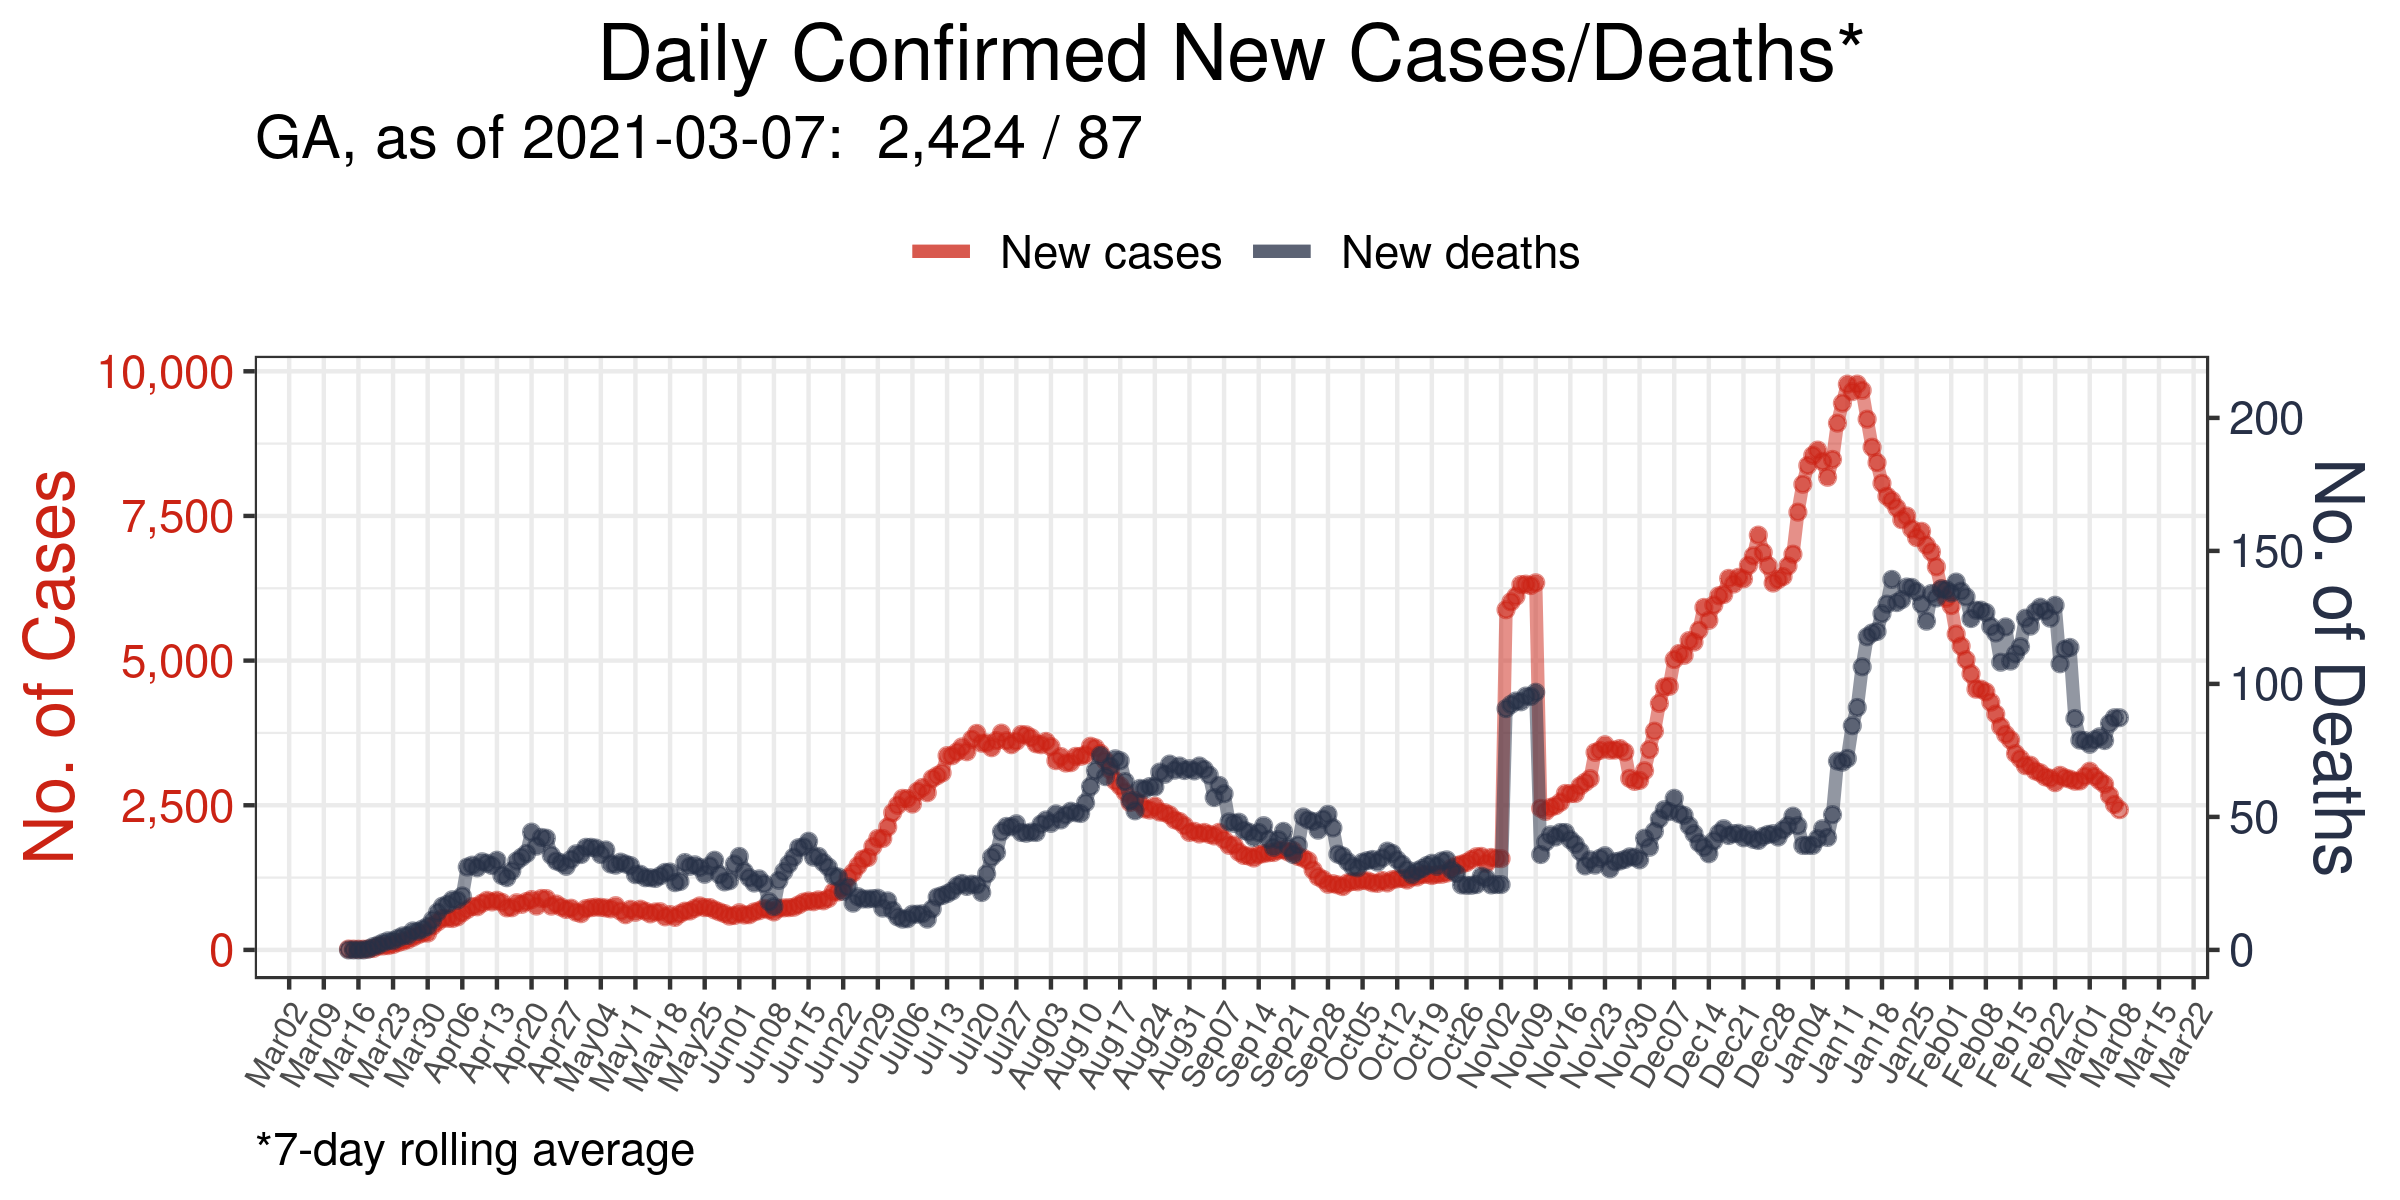 Daily Confirmed New Cases/Deaths*
GA, as of 2021-03-07:  2,424 / 87
New cases New deaths
No. of Cases
10,000
7,500
5,000
2,500
0
200
150
100
50
0
No. of Deaths
Mar02 Mar09 Mar16 Mar23 Mar30 Apr06 Apr13 Apr20 Apr27 May04 May11 May18 May25 Jun01 Jun08 Jun15 Jun22 Jun29 Jul06 Jul13 Jul20 Jul27 Aug03 Aug10 Aug17 Aug24 Aug31 Sep07 Sep14 Sep21 Sep28 Oct05 Oct12 Oct19 Oct26 Nov02 Nov09 Nov16 Nov23 Nov30 Dec07 Dec14 Dec21 Dec28 Jan04 Jan11 Jan18 Jan25 Feb01 Feb08 Feb15 Feb22 Mar01 Mar08 Mar15 Mar22
*7-day rolling average